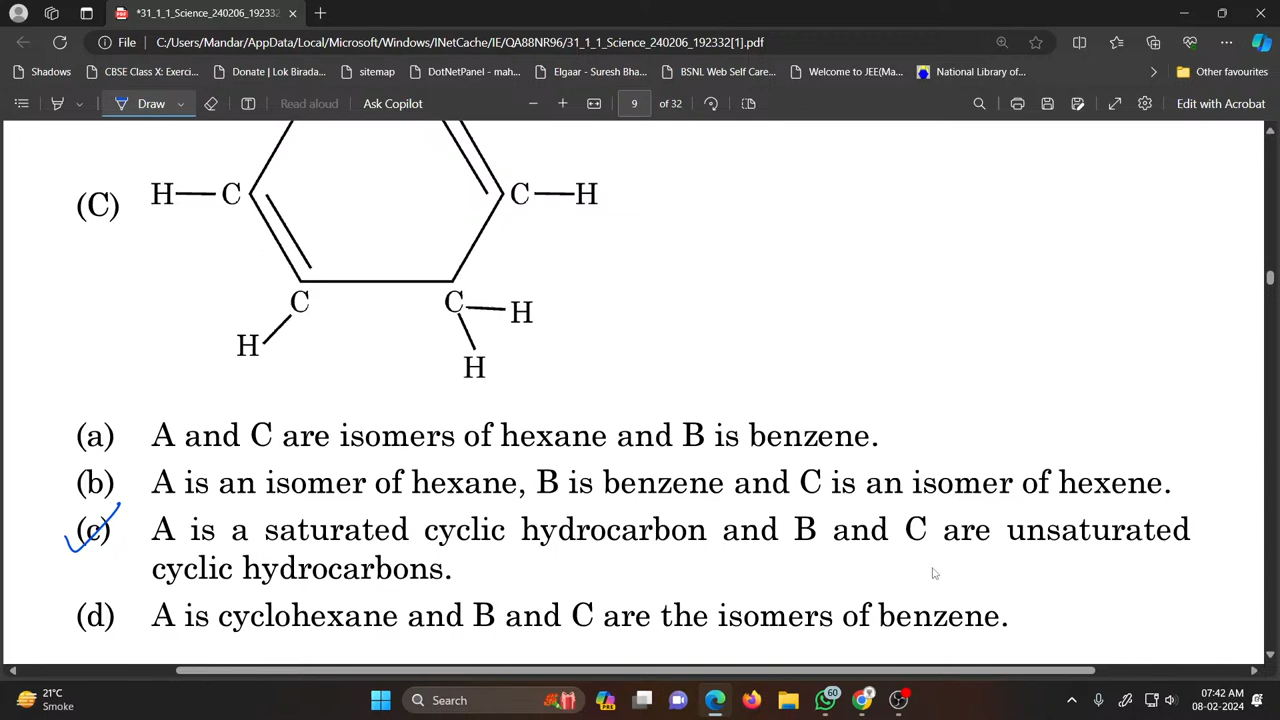 *31_1_1_Science_240206_192332
File C:/Users/Mandar/AppData/Local/Microsoft/Windows/INetCache/IE/QA88NR96/31_1_1_Science_240206_192332[1].pdf
Shadows CBSE Class X: Exerci... Donate | Lok Birada... sitemap DotNetPanel - mah... Elgaar - Suresh Bha... BSNL Web Self Care... Welcome to JEE(Ma... National Library of... Other favourites
Draw Read aloud Ask Copilot 9 of 32 Edit with Acrobat
(C) H C C H
C C H
H
H
(a) A and C are isomers of hexane and B is benzene.
(b) A is an isomer of hexane, B is benzene and C is an isomer of hexene.
(c) A is a saturated cyclic hydrocarbon and B and C are unsaturated
cyclic hydrocarbons.
(d) A is cyclohexane and B and C are the isomers of benzene.
21°C
Smoke
Search
PRE
60
07:42 AM
08-02-2024